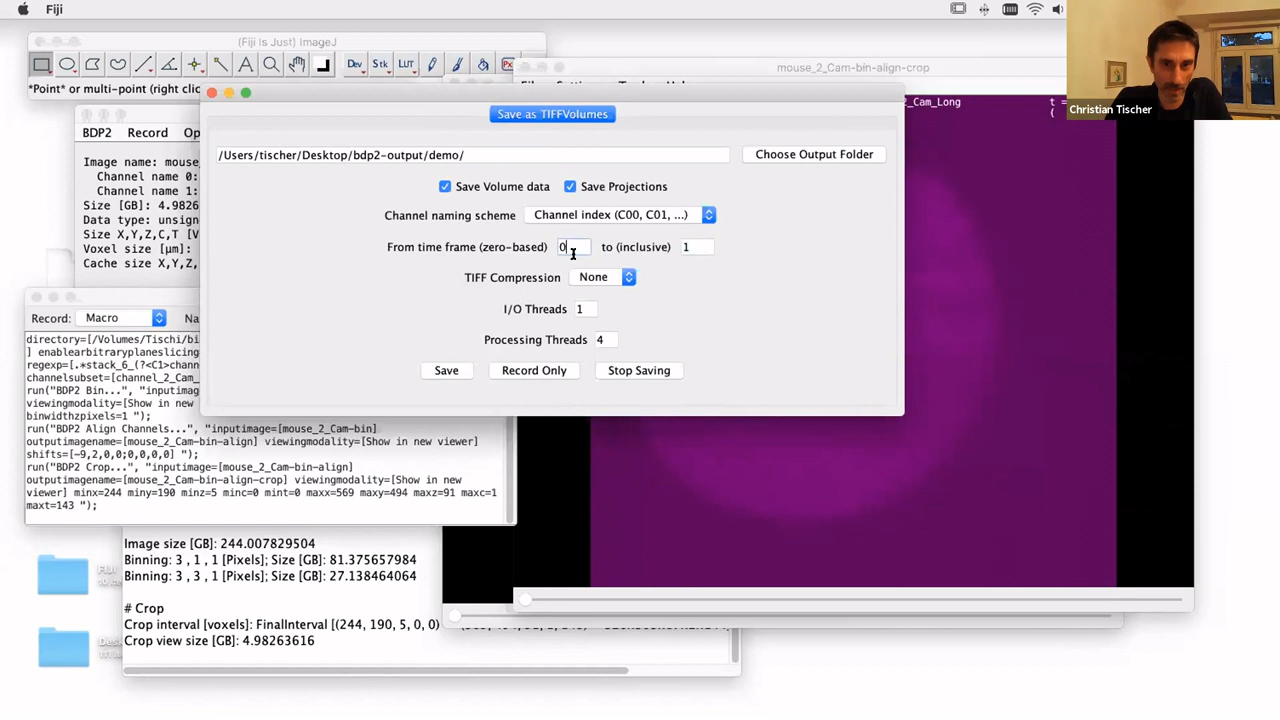 Fiji
(Fiji Is Just) ImageJ
Dev
Stk
LUT
*Point* or multi-point (right clic
mouse_2_Cam-bin-align-crop
2_Cam_Long
t =
(
Christian Tischer
Save as TIFFVolumes
/Users/tischer/Desktop/bdp2-output/demo/
Choose Output Folder
Save Volume data
Save Projections
Channel naming scheme
Channel index (C00, C01, ...)
From time frame (zero-based)
0
to (inclusive)
1
TIFF Compression
None
I/O Threads
1
Processing Threads
4
Save
Record Only
Stop Saving
BDP2 Record Op
Image name: mouse_
Channel name 0:
Channel name 1:
Size [GB]: 4.9826
Data type: unsign
Size X,Y,Z,C,T [V
Voxel size [µm]:
Cache size X,Y,Z,
Record:
Macro
Na
directory=[/Volumes/Tischi/bi
] enablearbitraryplaneslicing
regexp=[.*stack_6_(?<C1>chann
channelsubset=[channel_2_Cam_
run("BDP2 Bin...", "inputimag
viewingmodality=[Show in new
binwidthzpixels=1 ");
run("BDP2 Align Channels...", "inputimage=[mouse_2_Cam-bin]
outputimagename=[mouse_2_Cam-bin-align] viewingmodality=[Show in new viewer]
shifts=[-9,2,0,0;0,0,0,0] ");
run("BDP2 Crop...", "inputimage=[mouse_2_Cam-bin-align]
outputimagename=[mouse_2_Cam-bin-align-crop] viewingmodality=[Show in new
viewer] minx=244 miny=190 minz=5 minc=0 mint=0 maxx=569 maxy=494 maxz=91 maxc=1
maxt=143 ");
Image size [GB]: 244.007829504
Binning: 3 , 1 , 1 [Pixels]; Size [GB]: 81.375657984
Binning: 3 , 3 , 1 [Pixels]; Size [GB]: 27.138464064
# Crop
Crop interval [voxels]: FinalInterval [(244, 190, 5, 0, 0)
Crop view size [GB]: 4.98263616